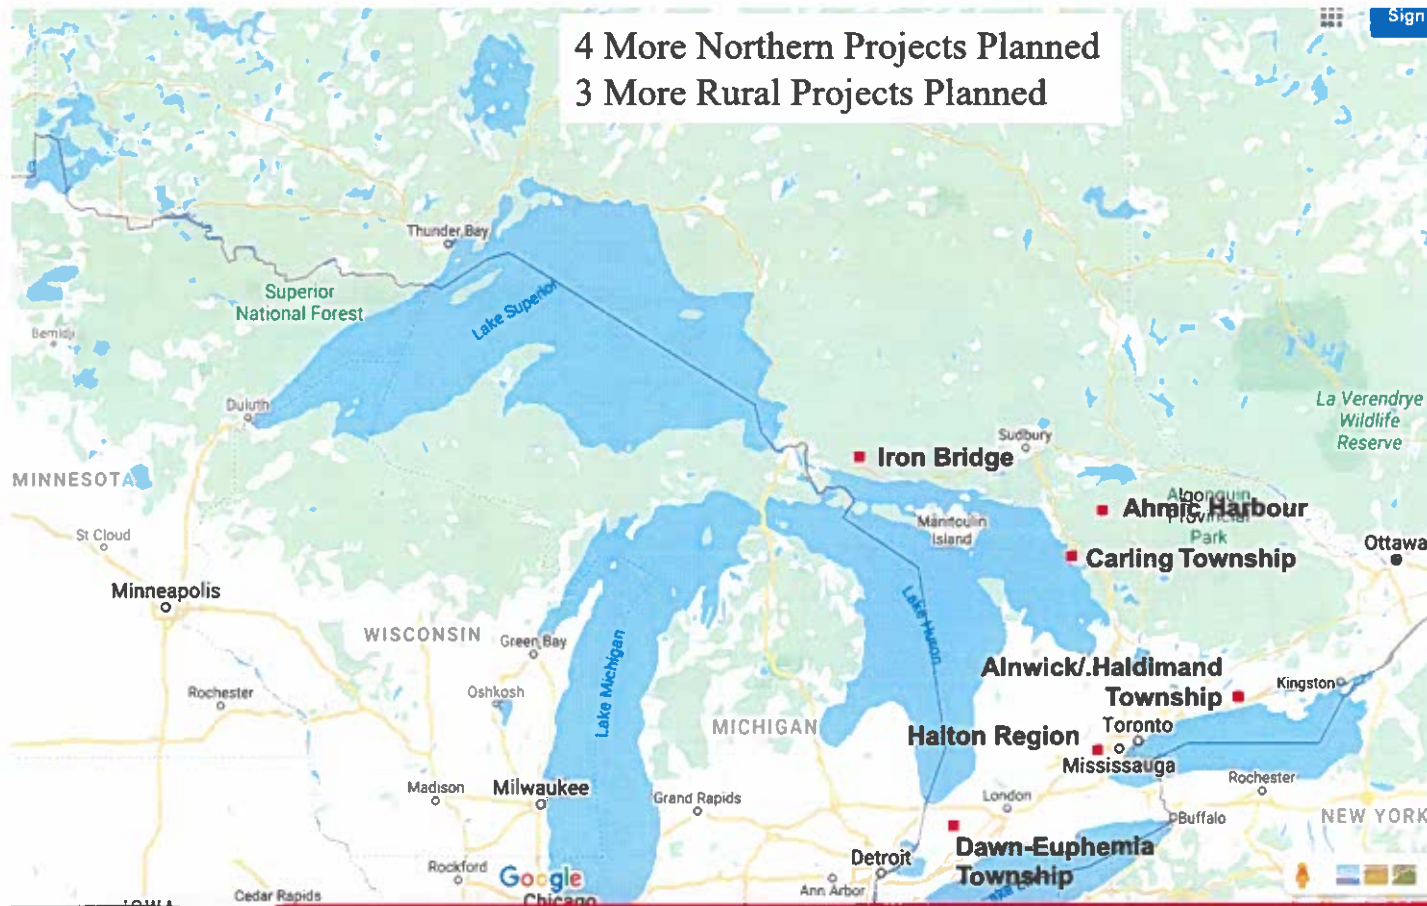 Sign
4 More Northern Projects Planned
3 More Rural Projects Planned
Thunder Bay
Superior
National Forest
Lake Superior
Bemidji
Duluth
La Verendrye
Wildlife
Reserve
Sudbury
Iron Bridge
MINNESOTA
Algonquin
Provincial
Park
Ahmic Harbour
Manitoulin
Island
St Cloud
Ottawa
Carling Township
Minneapolis
Lake Huron
WISCONSIN
Green Bay
Lake Michigan
Alnwick/.Haldimand
Township
Kingston
Rochester
Oshkosh
MICHIGAN
Toronto
Halton Region
Mississauga
Rochester
Madison
Milwaukee
Grand Rapids
London
Buffalo
NEW YORK
Dawn-Euphemia
Township
Detroit
Rockford
Google
Ann Arbor
Cedar Rapids
Chicago
IOWA